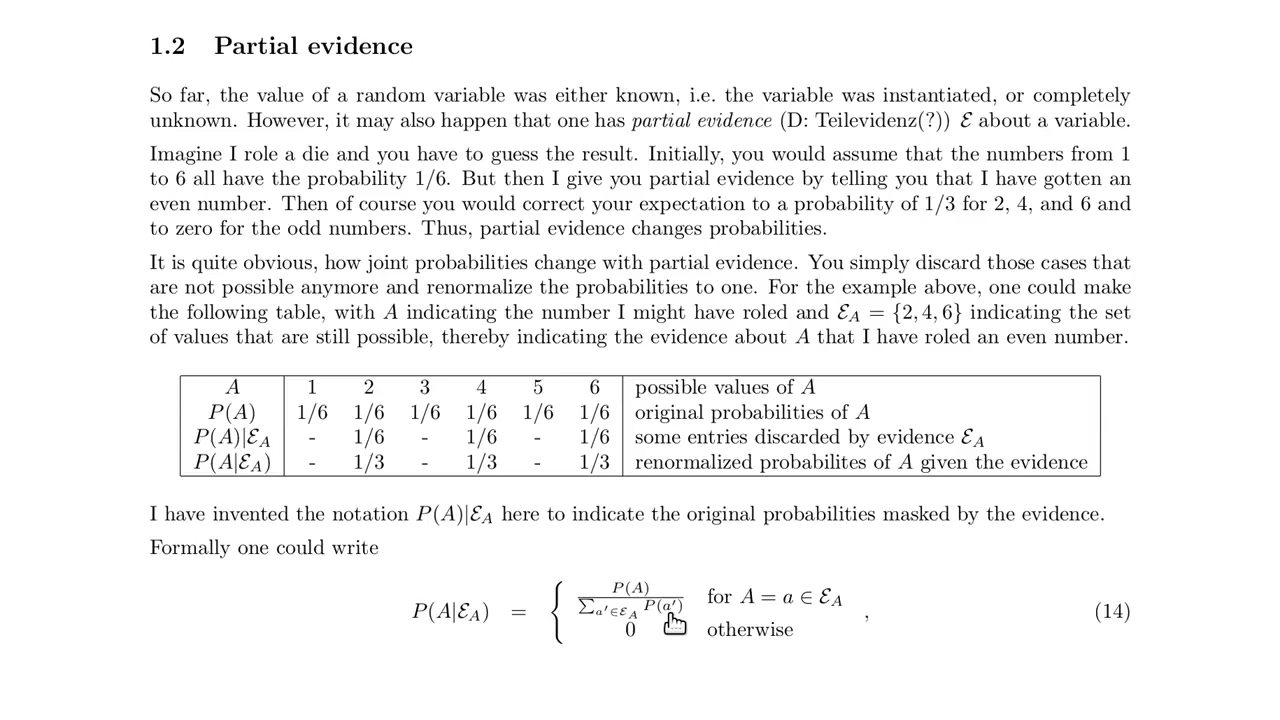 1.2 Partial evidence
So far, the value of a random variable was either known, i.e. the variable was instantiated, or completely
unknown. However, it may also happen that one has partial evidence (D: Teilevidenz(?)) ℰ about a variable.
Imagine I role a die and you have to guess the result. Initially, you would assume that the numbers from 1
to 6 all have the probability 1/6. But then I give you partial evidence by telling you that I have gotten an
even number. Then of course you would correct your expectation to a probability of 1/3 for 2, 4, and 6 and
to zero for the odd numbers. Thus, partial evidence changes probabilities.
It is quite obvious, how joint probabilities change with partial evidence. You simply discard those cases that
are not possible anymore and renormalize the probabilities to one. For the example above, one could make
the following table, with A indicating the number I might have roled and ℰ_A = {2, 4, 6} indicating the set
of values that are still possible, thereby indicating the evidence about A that I have roled an even number.
A 1 2 3 4 5 6 possible values of A
P(A) 1/6 1/6 1/6 1/6 1/6 1/6 original probabilities of A
P(A)|ℰ_A - 1/6 - 1/6 - 1/6 some entries discarded by evidence ℰ_A
P(A|ℰ_A) - 1/3 - 1/3 - 1/3 renormalized probabilites of A given the evidence
I have invented the notation P(A)|ℰ_A here to indicate the original probabilities masked by the evidence.
Formally one could write
P(A|ℰ_A) = { P(A) / ∑_{a′∈ℰ_A} P(a′) for A = a ∈ ℰ_A
0 otherwise , (14)